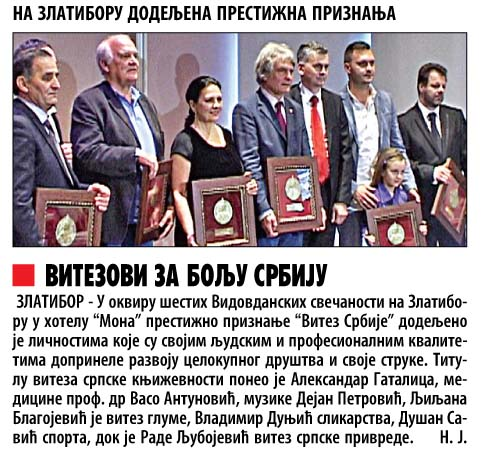 НА ЗЛАТИБОРУ ДОДЕЉЕНА ПРЕСТИЖНА ПРИЗНАЊА
ВИТЕЗОВИ ЗА БОЉУ СРБИЈУ
ЗЛАТИБОР - У оквиру шестих Видовданских свечаности на Златибо-
ру у хотелу “Мона” престижно признање “Витез Србије” додељено
је личностима које су својим људским и професионалним квалите-
тима допринеле развоју целокупног друштва и своје струке. Титу-
лу витеза српске књижевности понео је Александар Гаталица, ме-
дицине проф. др Васо Антуновић, музике Дејан Петровић, Љиљана
Благојевић је витез глуме, Владимир Дуњић сликарства, Душан Са-
вић спорта, док је Раде Љубојевић витез српске привреде. Н. Ј.